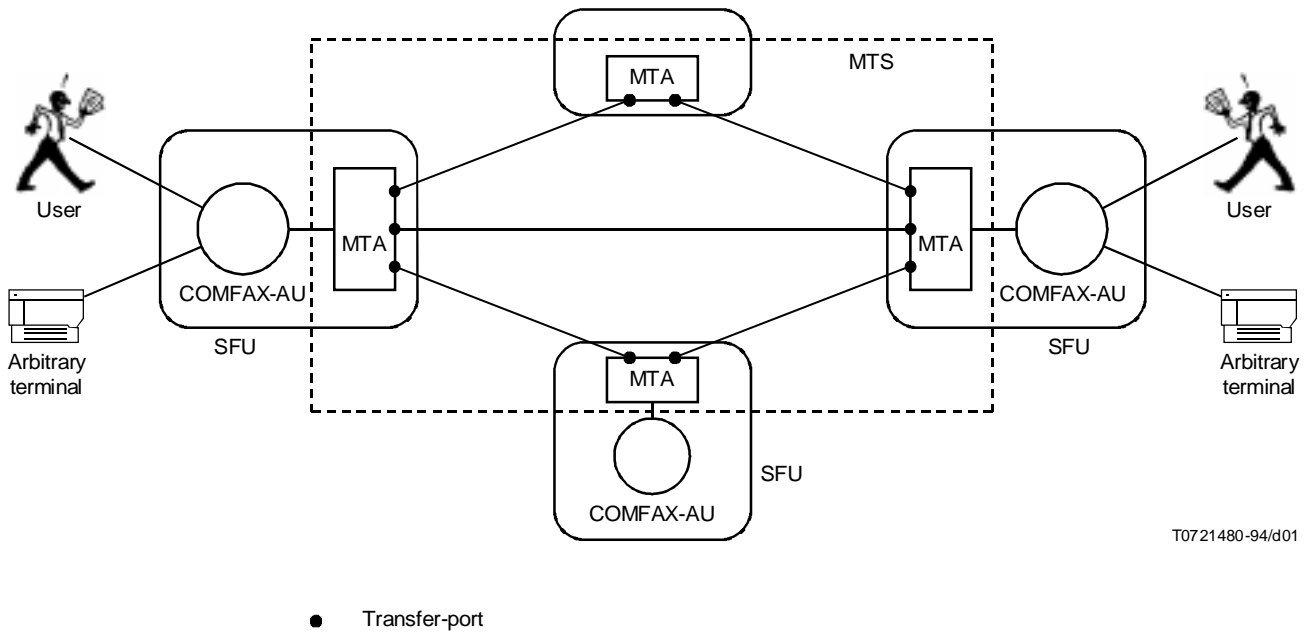 MTS
MTA
User
User
MTA
MTA
COMFAX-AU
COMFAX-AU
SFU
SFU
Arbitrary
terminal
Arbitrary
terminal
MTA
SFU
COMFAX-AU
T0721480-94/d01
Transfer-port